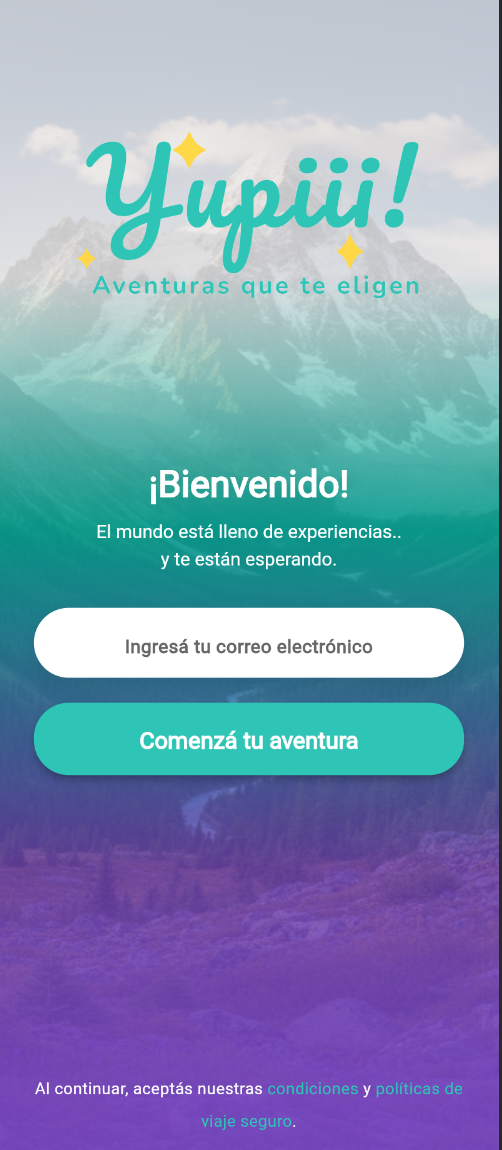 Yupiii!
Aventuras que te eligen
¡Bienvenido!
El mundo está lleno de experiencias..
y te están esperando.
Ingresá tu correo electrónico
Comenzá tu aventura
Al continuar, aceptás nuestras condiciones y políticas de
viaje seguro.